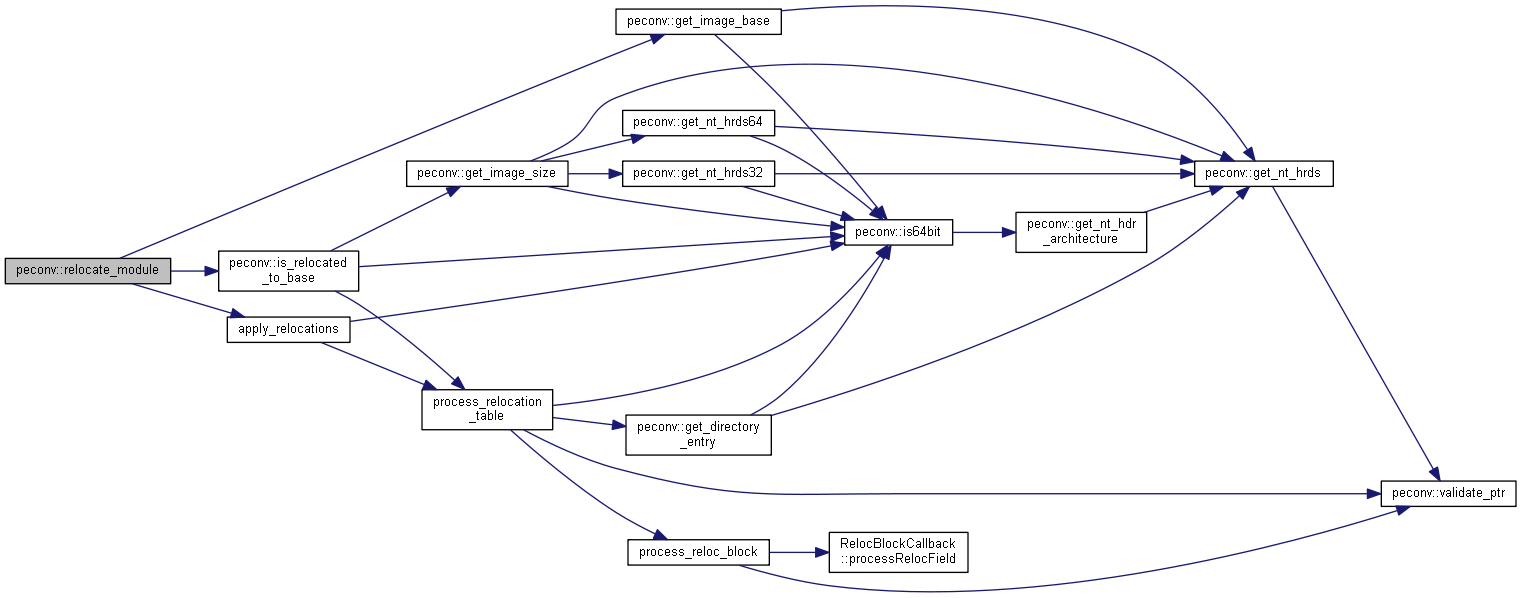 peconv::get_image_base
peconv::get_nt_hrds64
peconv::get_image_size
peconv::get_nt_hrds32
peconv::get_nt_hrds
peconv::is64bit
peconv::get_nt_hdr
_architecture
peconv::relocate_module
peconv::is_relocated
_to_base
apply_relocations
process_relocation
_table
peconv::get_directory
_entry
peconv::validate_ptr
process_reloc_block
RelocBlockCallback
::processRelocField